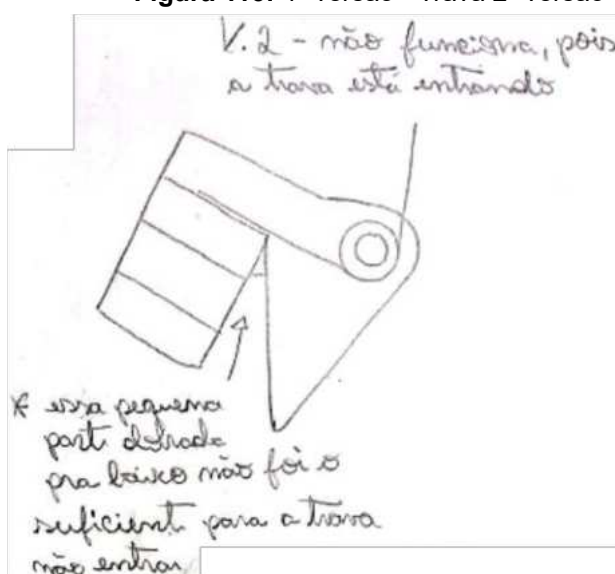 V.2 - não funciona, pois
a trava está entrando
* essa pequena
part dobrada
pra baixo não foi o
suficient para a trava
não entrar